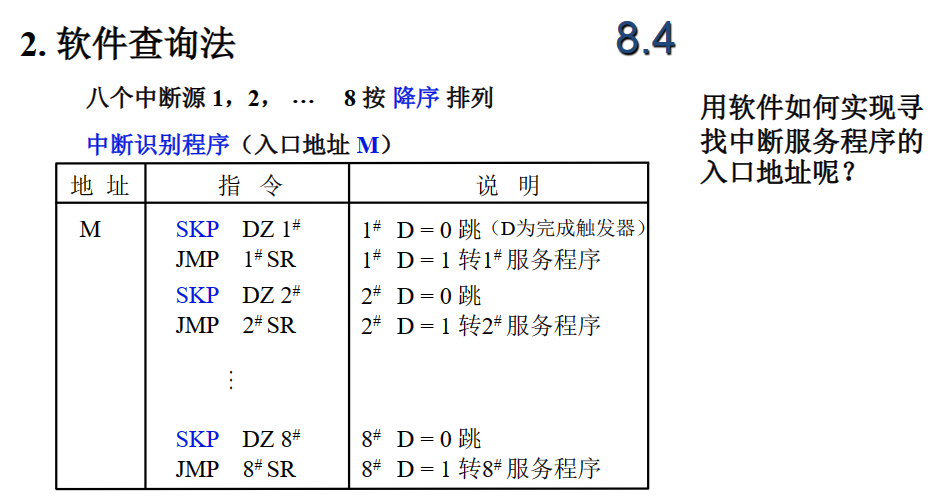 2. 软件查询法
8.4
八个中断源 1，2， … 8 按 降序 排列
中断识别程序（入口地址 M）
地 址 指 令 说 明
M SKP DZ 1# 1# D = 0 跳（D为完成触发器）
JMP 1# SR 1# D = 1 转1# 服务程序
SKP DZ 2# 2# D = 0 跳
JMP 2# SR 2# D = 1 转2# 服务程序
⋮
SKP DZ 8# 8# D = 0 跳
JMP 8# SR 8# D = 1 转8# 服务程序
用软件如何实现寻
找中断服务程序的
入口地址呢？